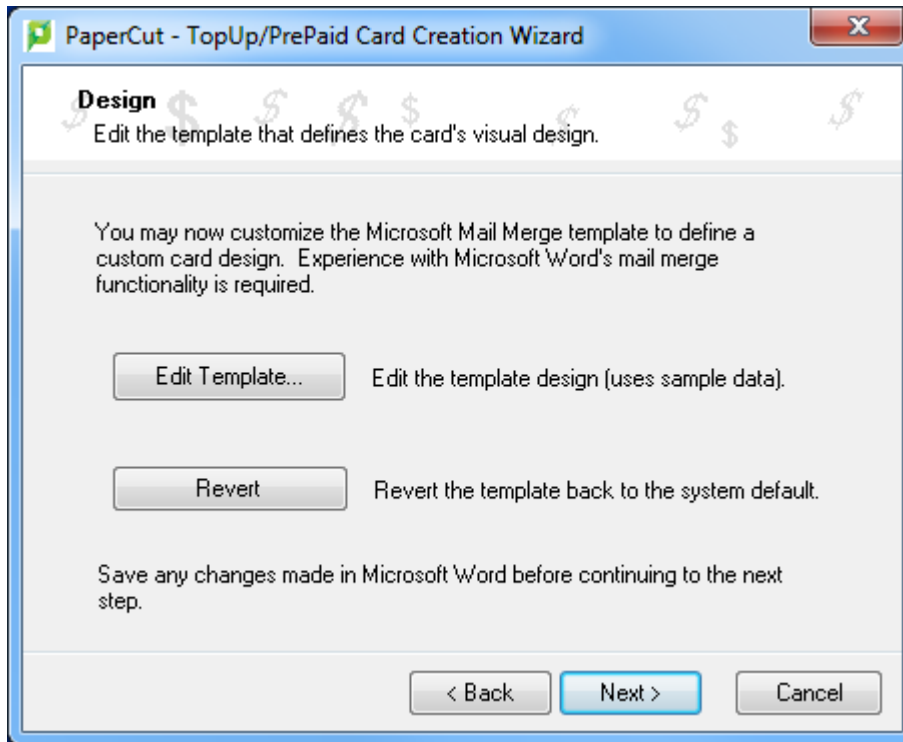 PaperCut - TopUp/PrePaid Card Creation Wizard
Design
Edit the template that defines the card's visual design.
You may now customize the Microsoft Mail Merge template to define a
custom card design.  Experience with Microsoft Word's mail merge
functionality is required.
Edit Template... Edit the template design (uses sample data).
Revert Revert the template back to the system default.
Save any changes made in Microsoft Word before continuing to the next
step.
< Back Next > Cancel